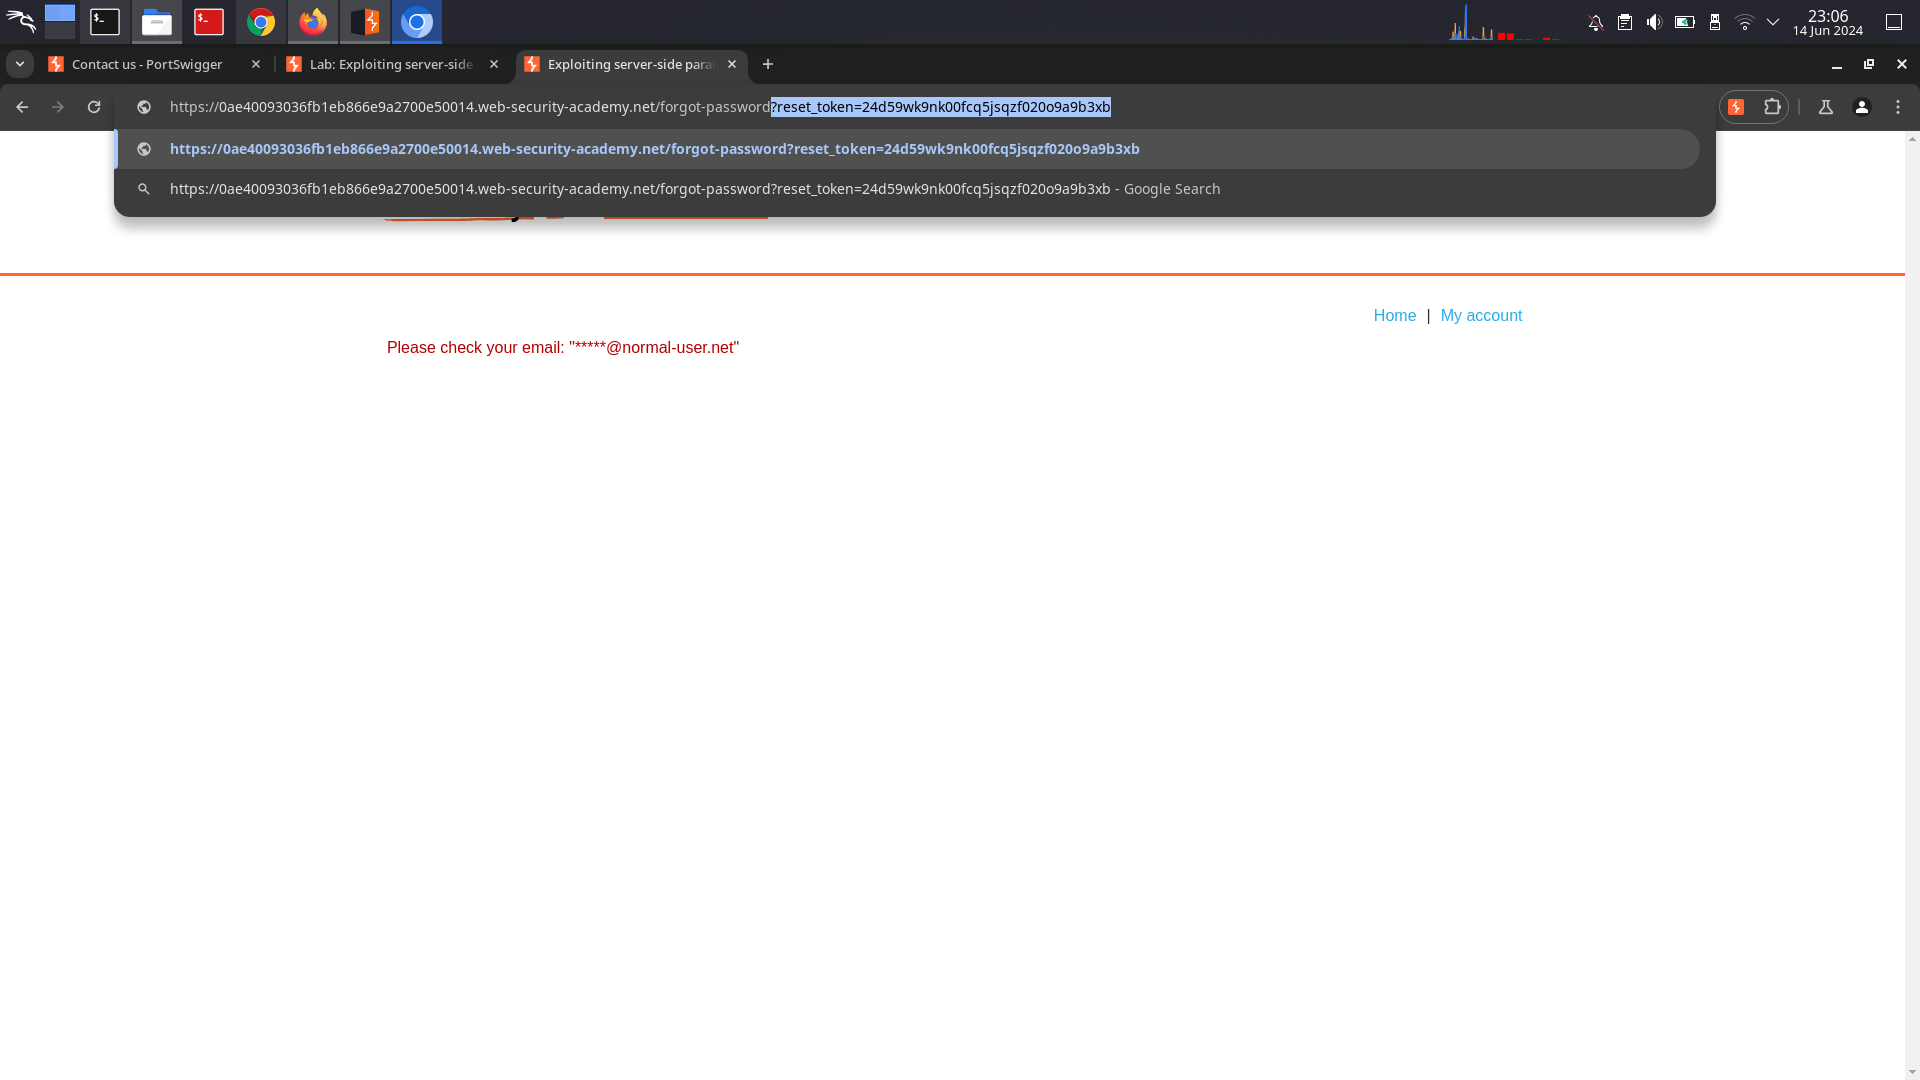 23:06
14 Jun 2024
Contact us - PortSwigger
Lab: Exploiting server-side
Exploiting server-side para
https://0ae40093036fb1eb866e9a2700e50014.web-security-academy.net/forgot-password?reset_token=24d59wk9nk00fcq5jsqzf020o9a9b3xb
https://0ae40093036fb1eb866e9a2700e50014.web-security-academy.net/forgot-password?reset_token=24d59wk9nk00fcq5jsqzf020o9a9b3xb
https://0ae40093036fb1eb866e9a2700e50014.web-security-academy.net/forgot-password?reset_token=24d59wk9nk00fcq5jsqzf020o9a9b3xb - Google Search
Home | My account
Please check your email: "*****@normal-user.net"